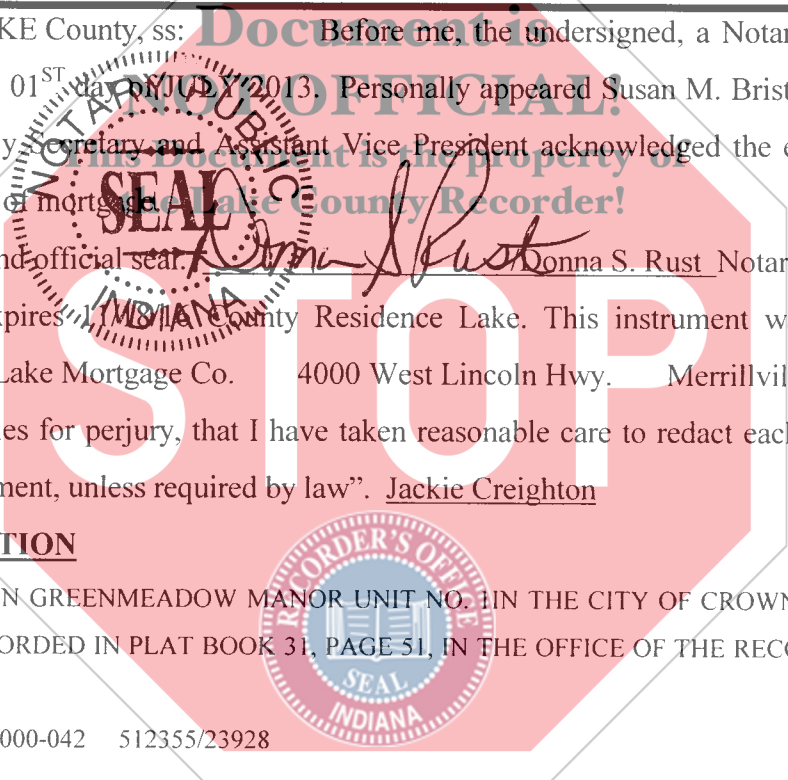 KE County, ss: Before me, the undersigned, a Notar
01ST day of JULY 2013. Personally appeared Susan M. Brist
y Secretary and Assistant Vice President acknowledged the e
of mortgage.
nd official seal. Donna S Rust /Donna S. Rust Notar
xpires County Residence Lake. This instrument w
Lake Mortgage Co. 4000 West Lincoln Hwy. Merrillvil
es for perjury, that I have taken reasonable care to redact each
ment, unless required by law”. Jackie Creighton
TION
N GREENMEADOW MANOR UNIT NO. 1IN THE CITY OF CROWN
ORDED IN PLAT BOOK 31, PAGE 51, IN THE OFFICE OF THE RECO
000-042 512355/23928
Document is
NOT OFFICIAL!
This Document is the property of
the Lake County Recorder!
STOP
NOTARY PUBLIC
SEAL
INDIANA
RECORDER'S OFFICE
SEAL
INDIANA